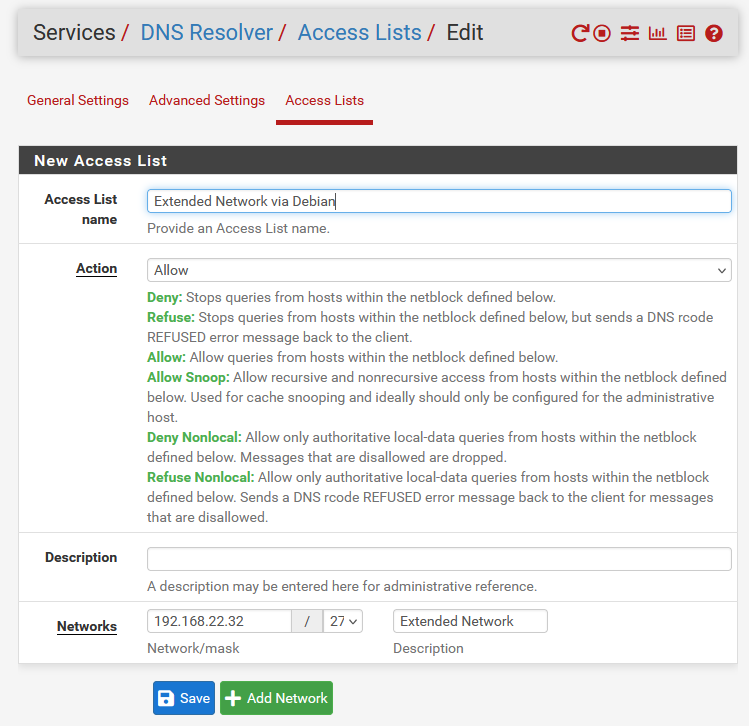 Services / DNS Resolver / Access Lists / Edit
General Settings Advanced Settings Access Lists
New Access List
Access List name
Extended Network via Debian
Provide an Access List name.
Action
Allow
Deny: Stops queries from hosts within the netblock defined below.
Refuse: Stops queries from hosts within the netblock defined below, but sends a DNS rcode
REFUSED error message back to the client.
Allow: Allow queries from hosts within the netblock defined below.
Allow Snoop: Allow recursive and nonrecursive access from hosts within the netblock defined
below. Used for cache snooping and ideally should only be configured for the administrative
host.
Deny Nonlocal: Allow only authoritative local-data queries from hosts within the netblock
defined below. Messages that are disallowed are dropped.
Refuse Nonlocal: Allow only authoritative local-data queries from hosts within the netblock
defined below. Sends a DNS rcode REFUSED error message back to the client for messages
that are disallowed.
Description
A description may be entered here for administrative reference.
Networks
192.168.22.32 / 27 Extended Network
Network/mask Description
Save Add Network